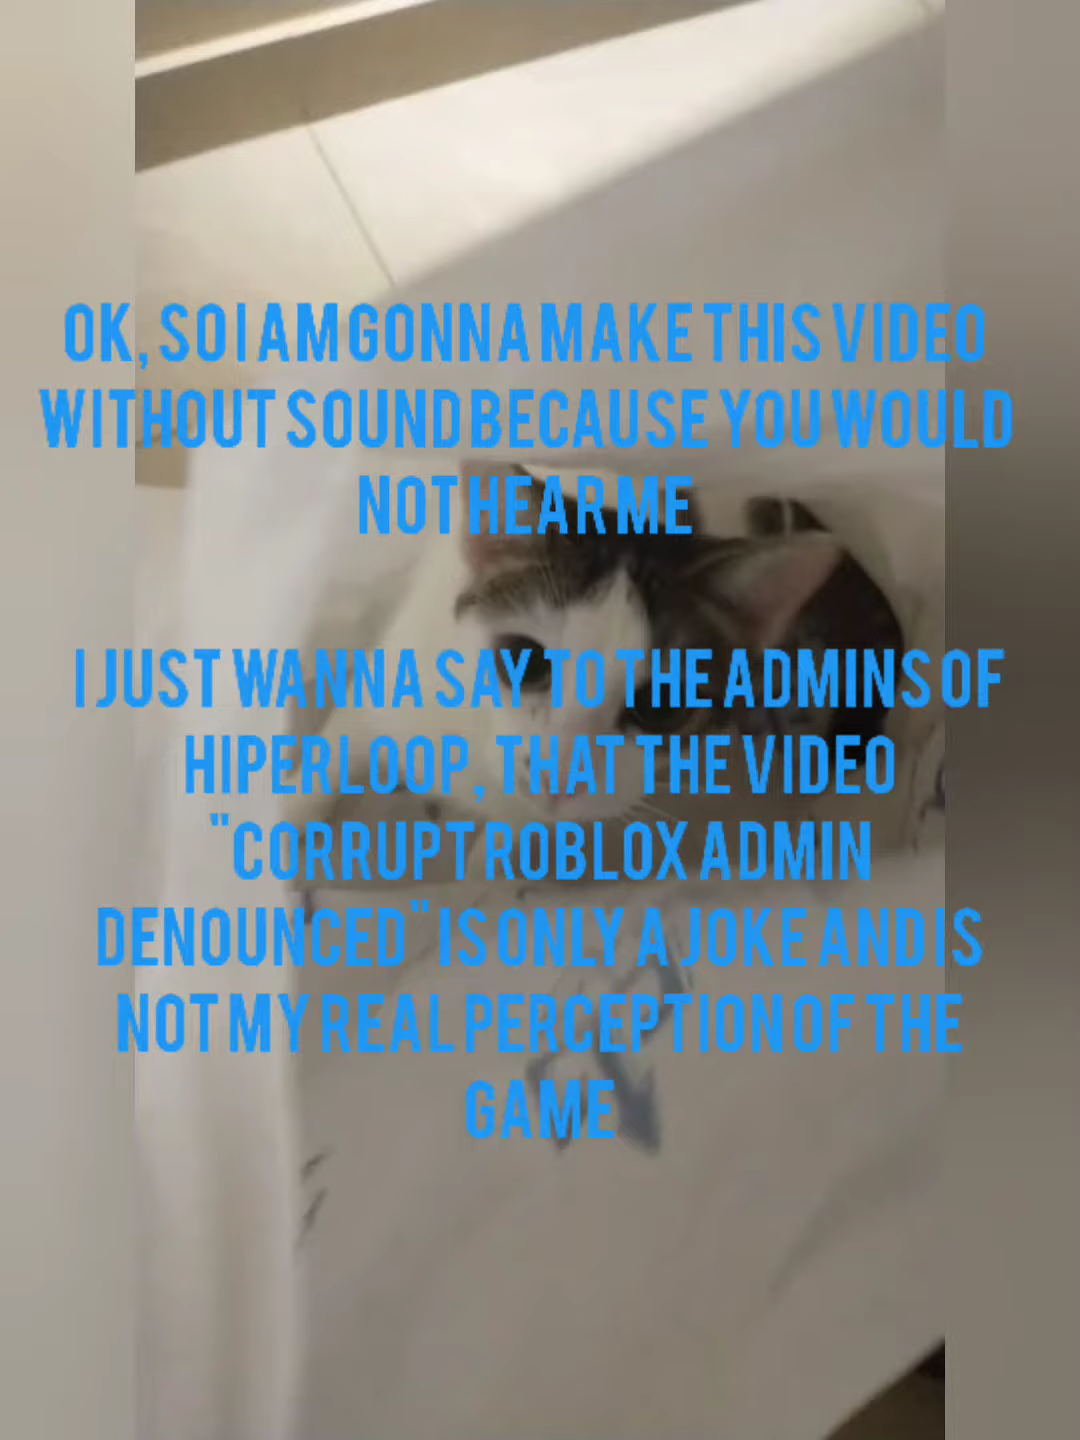 OK, SO I AM GONNA MAKE THIS VIDEO
WITHOUT SOUND BECAUSE YOU WOULD
NOT HEAR ME
I JUST WANNA SAY TO THE ADMINS OF
HIPERLOOP, THAT THE VIDEO
"CORRUPT ROBLOX ADMIN
DENOUNCED" IS ONLY A JOKE AND IS
NOT MY REAL PERCEPTION OF THE
GAME